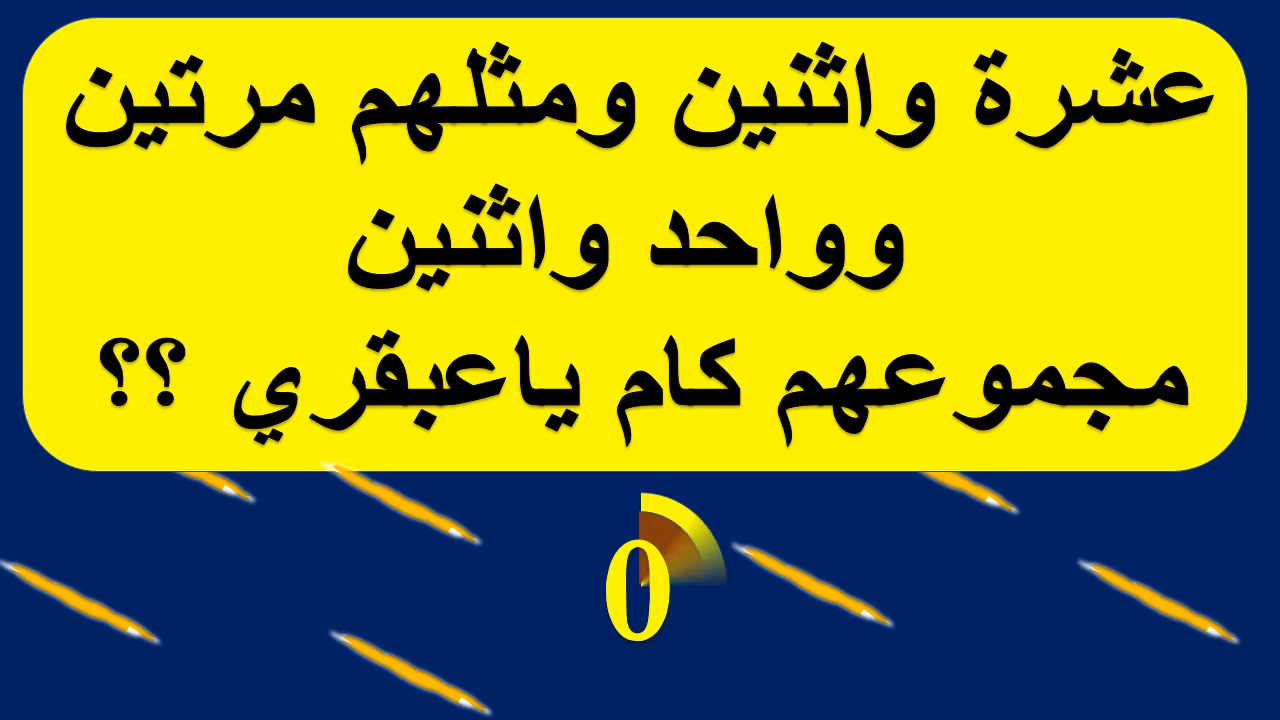 عشرة واثنين ومثلهم مرتين
وواحد واثنين
مجموعهم كام ياعبقري ؟؟
0